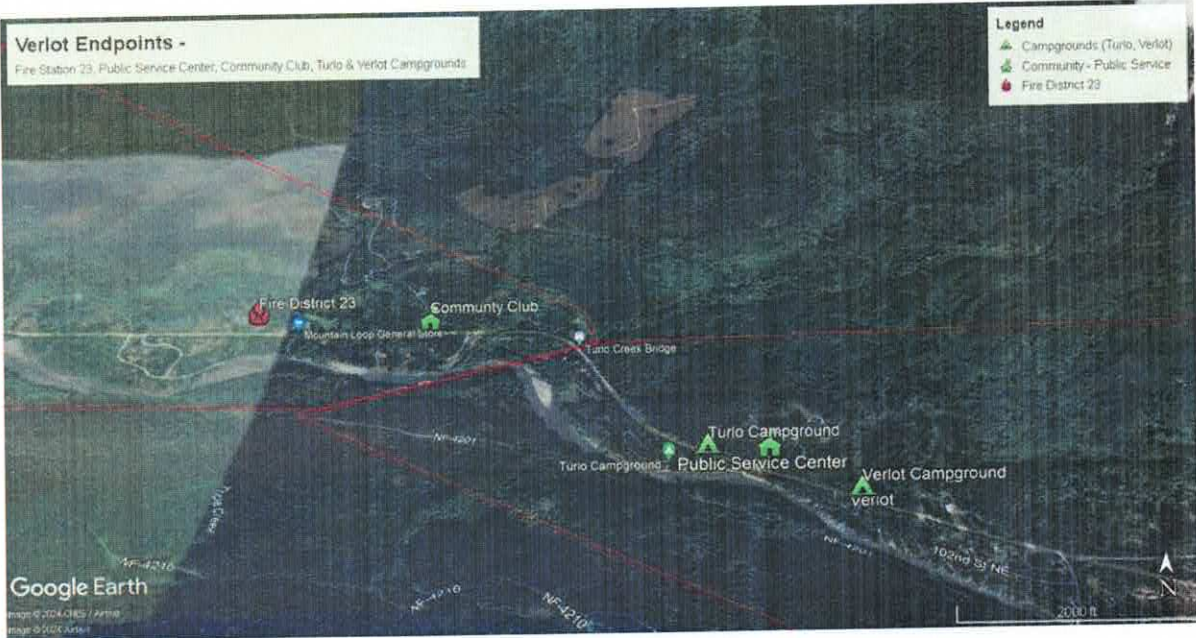 Verlot Endpoints -
Fire Station 23, Public Service Center, Community Club, Turlo & Verlot Campgrounds
Legend
Campgrounds (Turlo, Verlot)
Community - Public Service
Fire District 23
Fire District 23
Communty Club
Mountain Loop General Store
Turlo Creek Bridge
NF-4201
Turlo Campground
Turlo Campground
Public Service Center
Verlot Campground
Verlot
NF-4201
102nd St NE
NF-4210
NF-4210
NF-4210
Google Earth
N
2000 ft